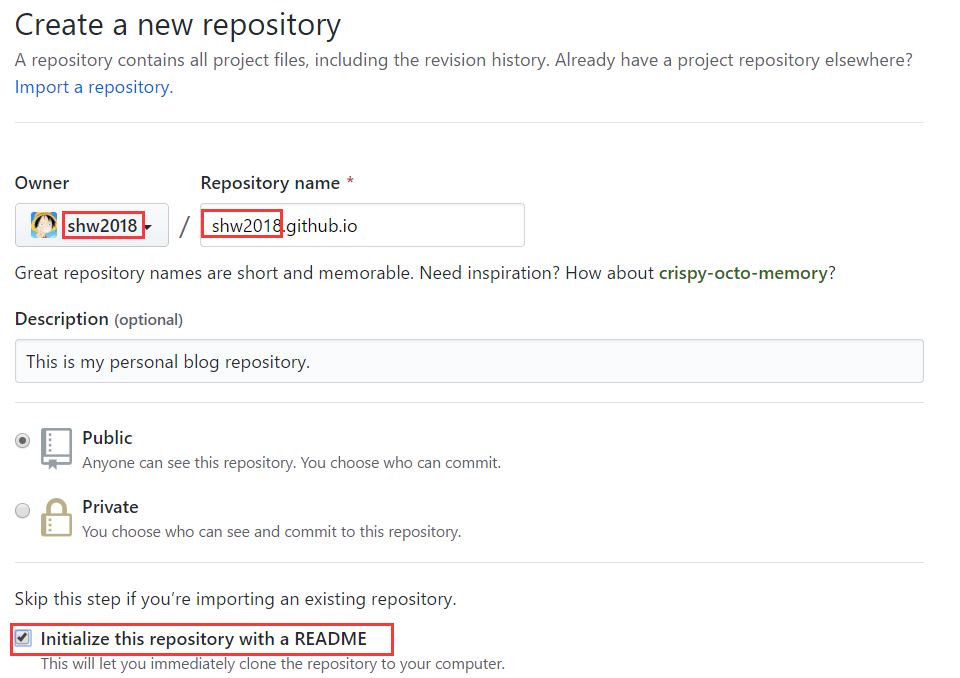 Create a new repository
A repository contains all project files, including the revision history. Already have a project repository elsewhere?
Import a repository.
Owner
Repository name *
shw2018 / shw2018.github.io
Great repository names are short and memorable. Need inspiration? How about crispy-octo-memory?
Description (optional)
This is my personal blog repository.
Public
Anyone can see this repository. You choose who can commit.
Private
You choose who can see and commit to this repository.
Skip this step if you’re importing an existing repository.
Initialize this repository with a README
This will let you immediately clone the repository to your computer.